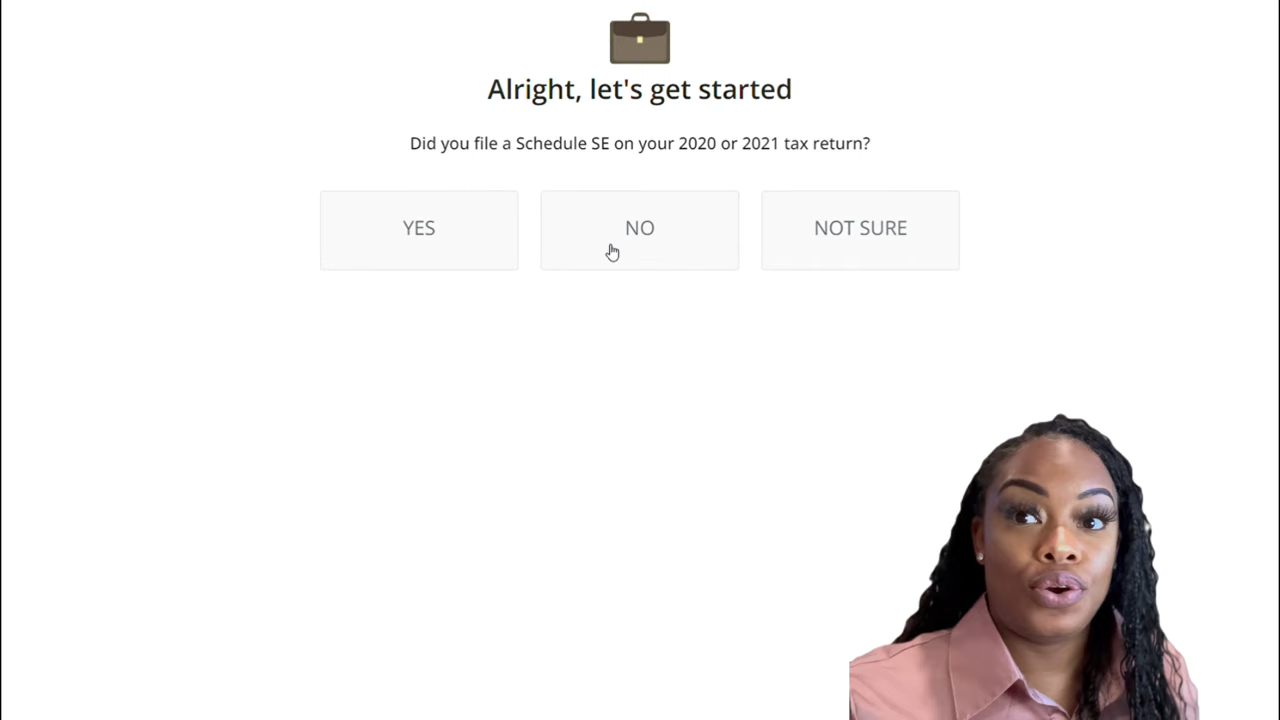 Alright, let's get started
Did you file a Schedule SE on your 2020 or 2021 tax return?
YES
NO
NOT SURE